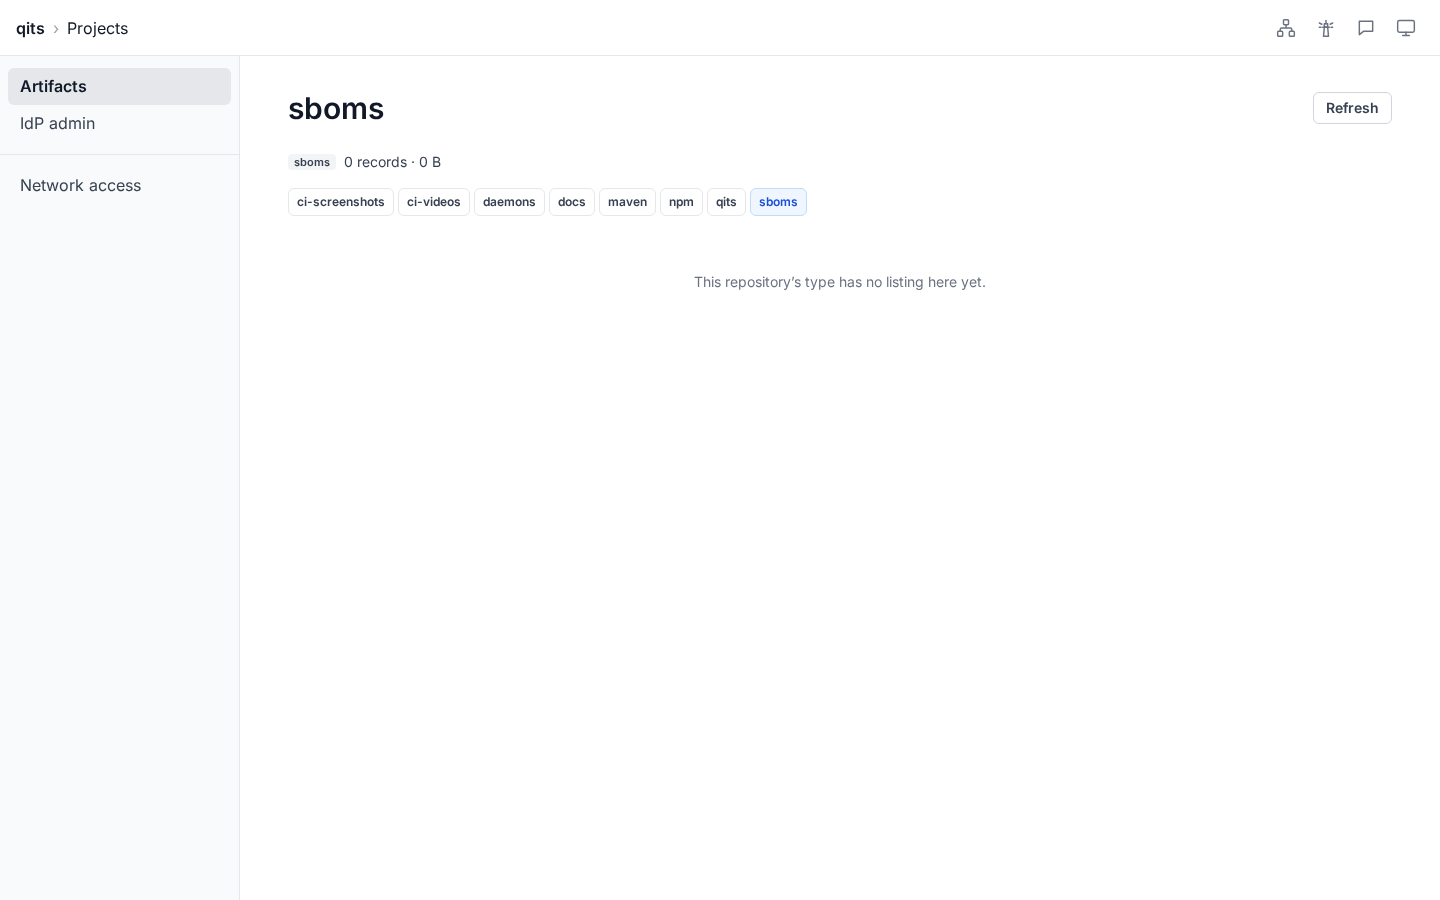 qits › Projects
Artifacts
IdP admin
Network access
sboms
Refresh
sboms 0 records · 0 B
ci-screenshots ci-videos daemons docs maven npm qits sboms
This repository’s type has no listing here yet.